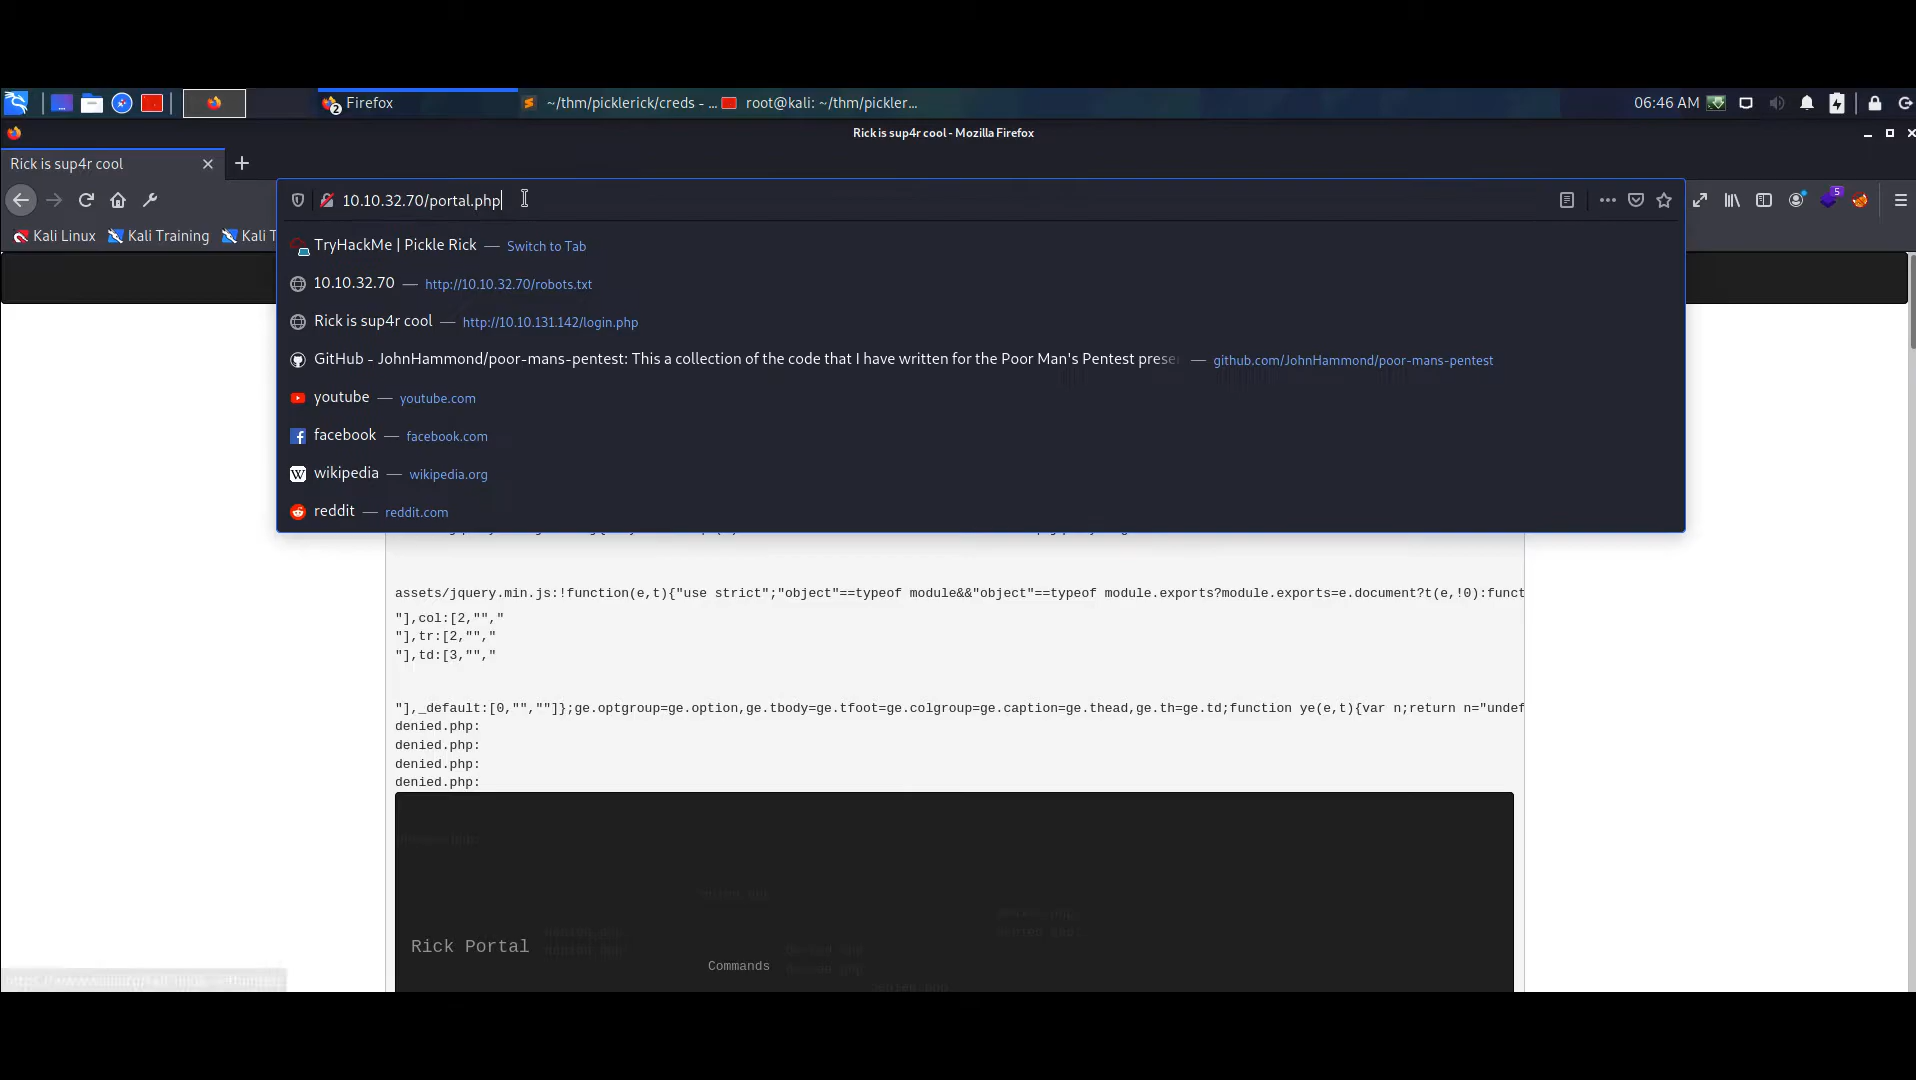 Firefox
~/thm/picklerick/creds - ...
root@kali: ~/thm/pickler...
06:46 AM
Rick is sup4r cool - Mozilla Firefox
Rick is sup4r cool
10.10.32.70/portal.php
5
Kali Linux
Kali Training
Kali T
TryHackMe | Pickle Rick — Switch to Tab
10.10.32.70 — http://10.10.32.70/robots.txt
Rick is sup4r cool — http://10.10.131.142/login.php
GitHub - JohnHammond/poor-mans-pentest: This a collection of the code that I have written for the Poor Man's Pentest prese — github.com/JohnHammond/poor-mans-pentest
youtube — youtube.com
facebook — facebook.com
wikipedia — wikipedia.org
reddit — reddit.com
assets/jquery.min.js:!function(e,t){"use strict";"object"==typeof module&&"object"==typeof module.exports?module.exports=e.document?t(e,!0):funct
"],col:[2,"","
"],tr:[2,"","
"],td:[3,"","
"],_default:[0,"",""]};ge.optgroup=ge.option,ge.tbody=ge.tfoot=ge.colgroup=ge.caption=ge.thead,ge.th=ge.td;function ye(e,t){var n;return n="undef
denied.php:
denied.php:
denied.php:
denied.php:
Rick Portal
Commands